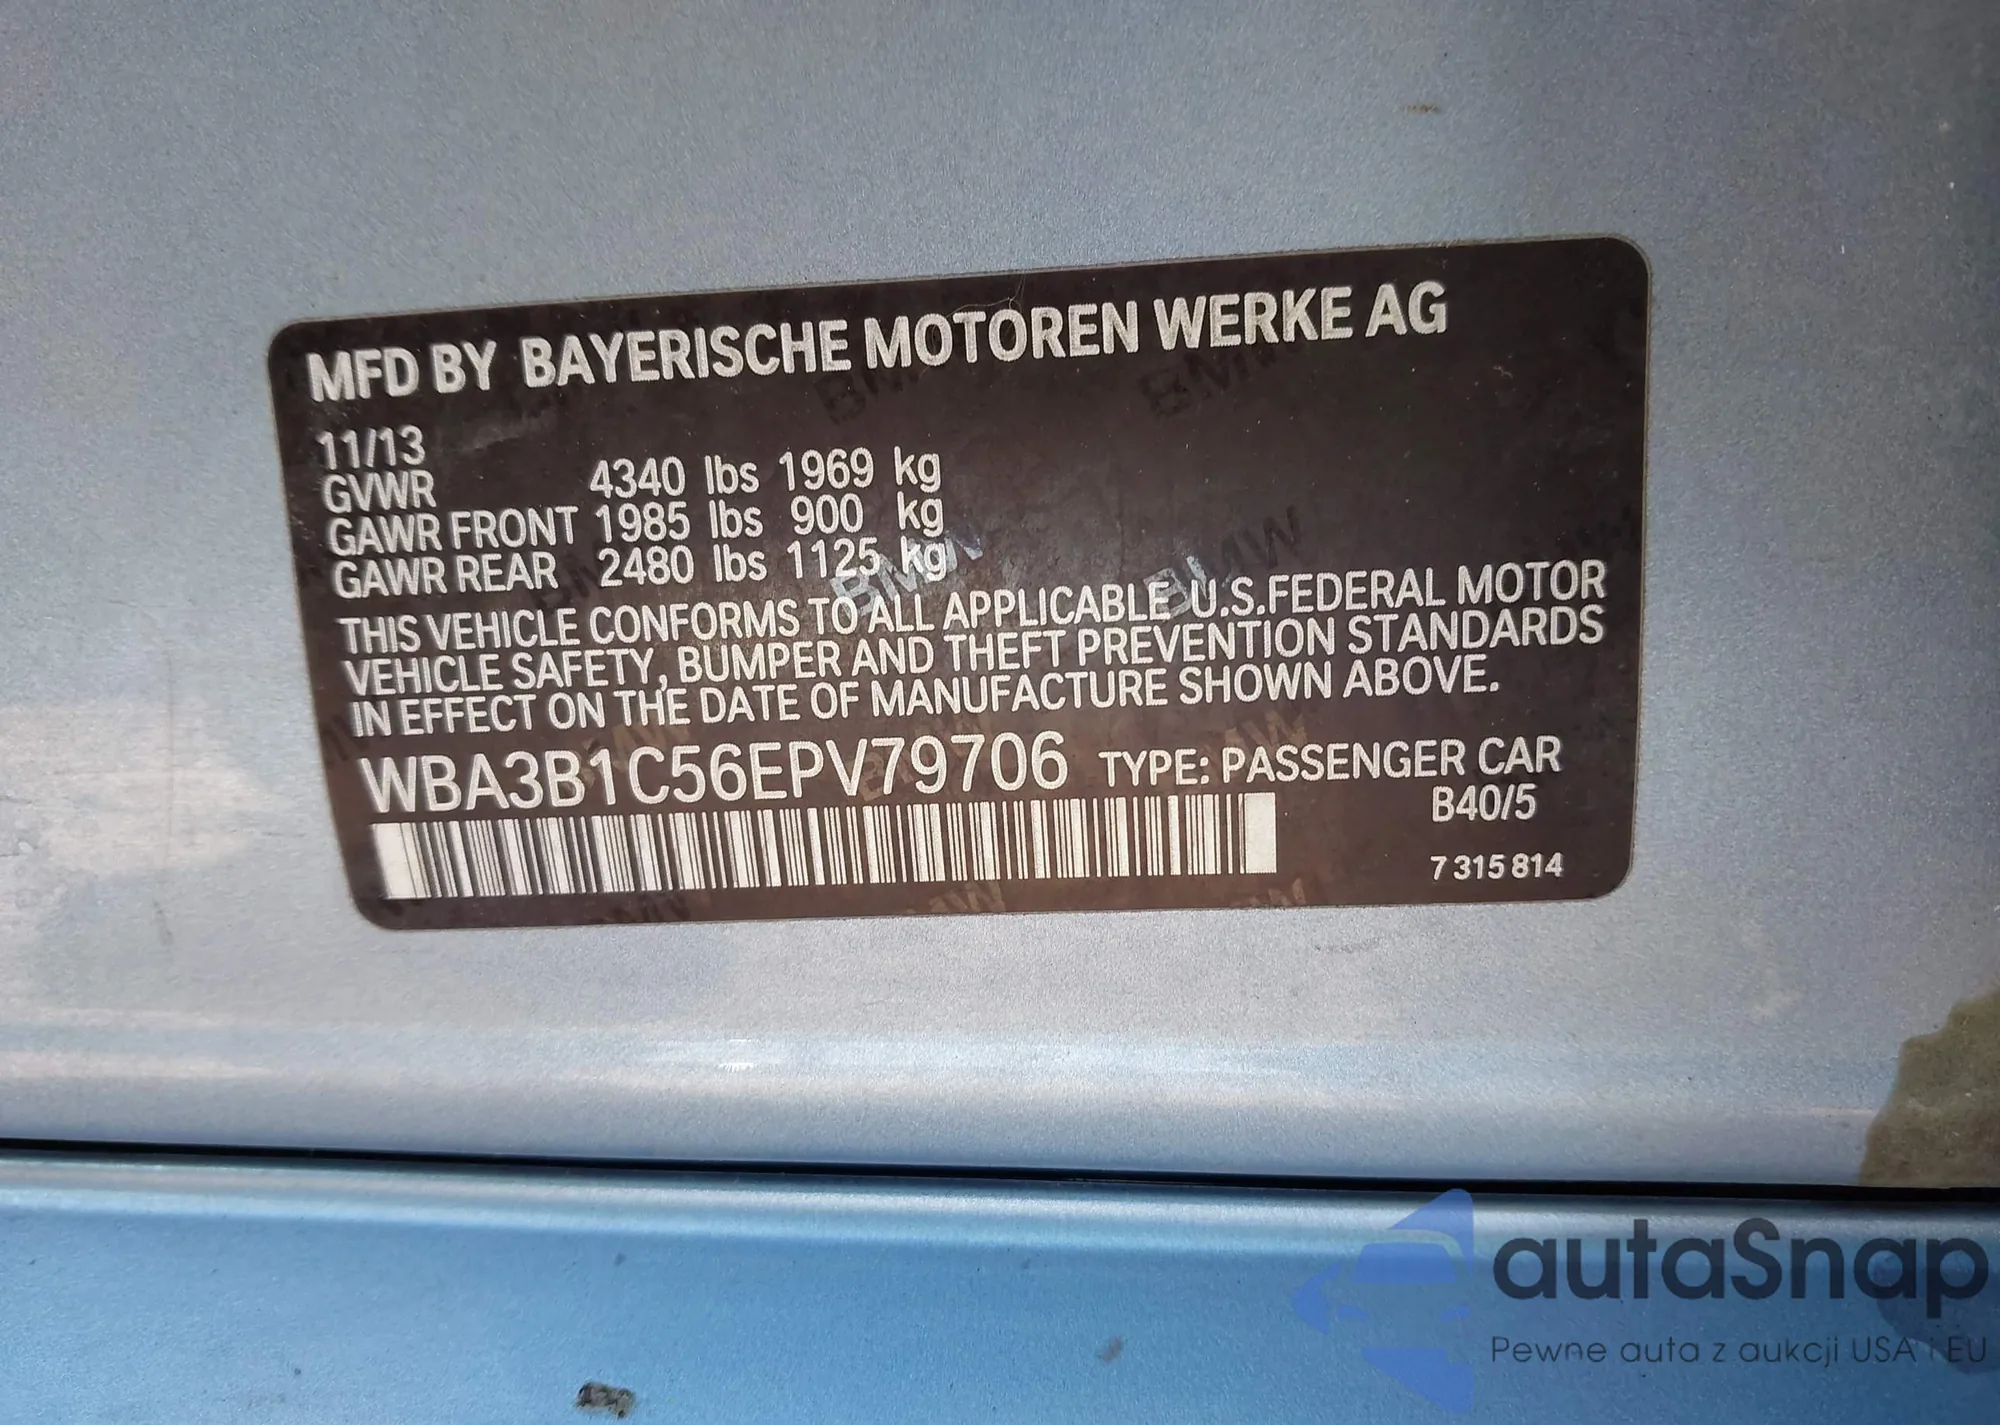 MFD BY BAYERISCHE MOTOREN WERKE AG
11/13
GVWR 4340 lbs 1969 kg
GAWR FRONT 1985 lbs 900 kg
GAWR REAR 2480 lbs 1125 kg
THIS VEHICLE CONFORMS TO ALL APPLICABLE U.S.FEDERAL MOTOR
VEHICLE SAFETY, BUMPER AND THEFT PREVENTION STANDARDS
IN EFFECT ON THE DATE OF MANUFACTURE SHOWN ABOVE.
WBA3B1C56EPV79706 TYPE: PASSENGER CAR
B40/5
7 315 814
autaSnap
Pewne auta z aukcji USA i EU